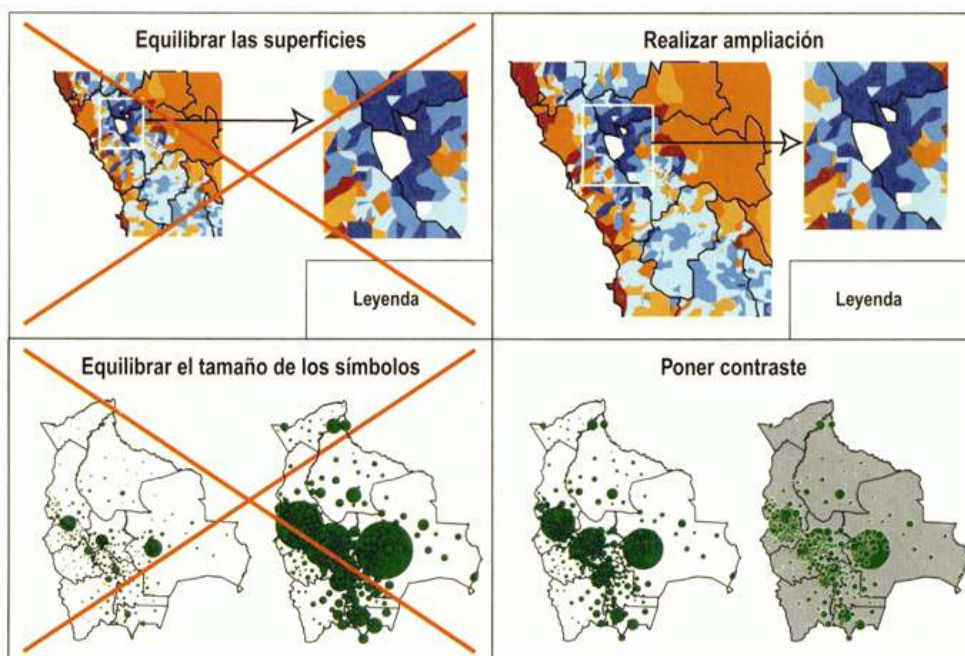 Equilibrar las superficies
Leyenda
Realizar ampliación
Leyenda
Equilibrar el tamaño de los símbolos
Poner contraste